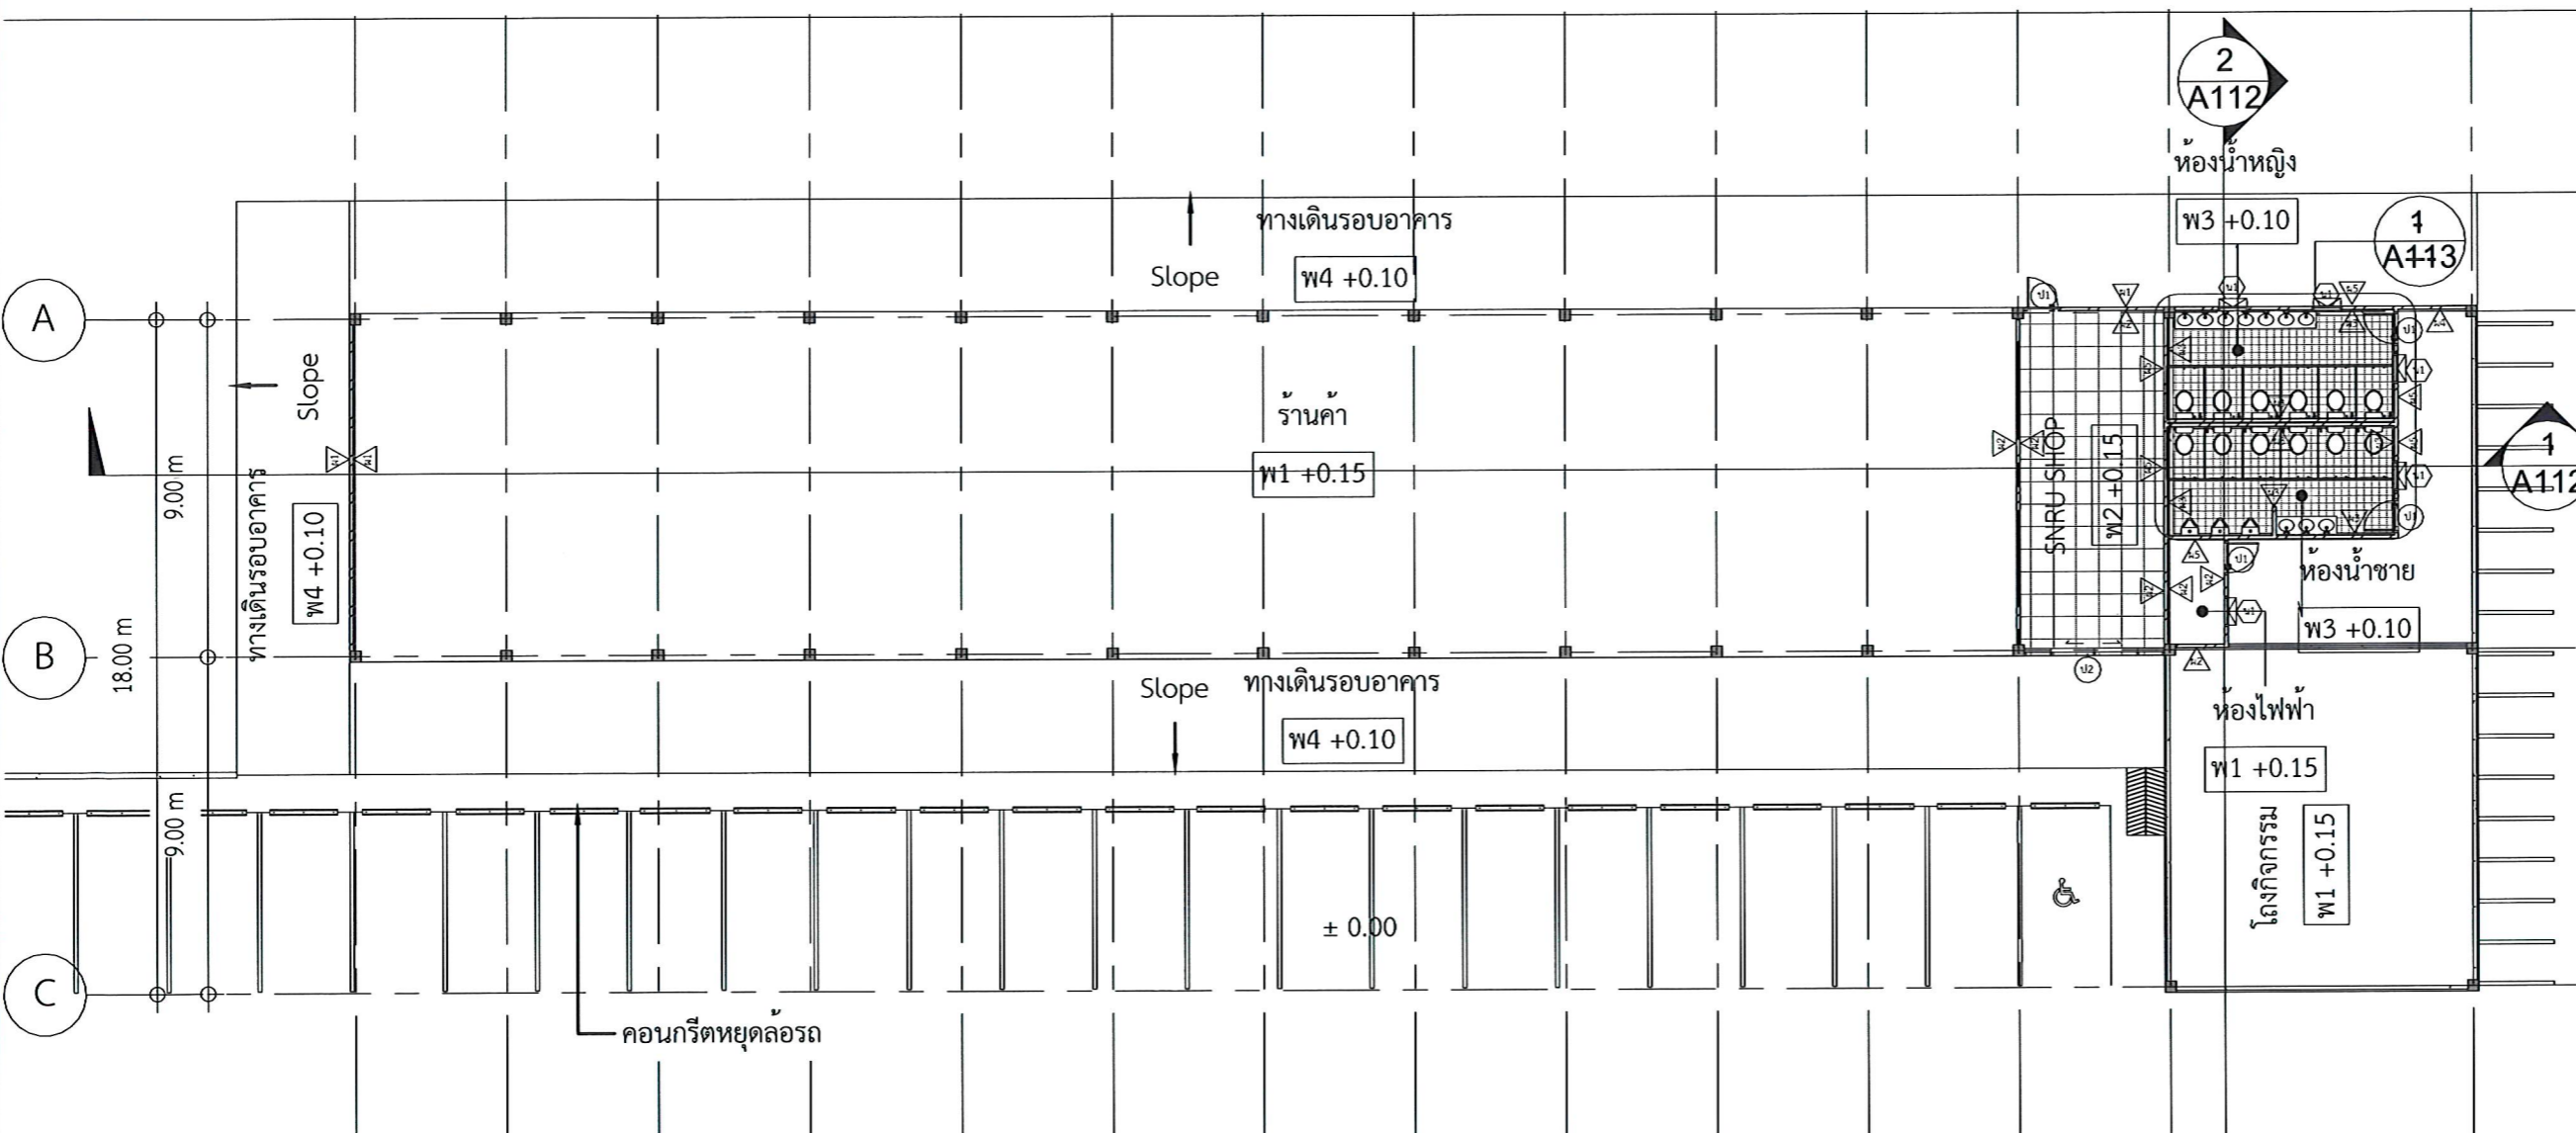 2
A112
ห้องน้ำหญิง
พ3 +0.10
1
A113
ทางเดินรอบอาคาร
Slope
พ4 +0.10
A
Slope
ร้านค้า
พ1 +0.15
SNRU SHOP
พ2 +0.15
1
A112
9.00 m
ทางเดินรอบอาคาร
พ4 +0.10
18.00 m
B
ห้องน้ำชาย
พ3 +0.10
Slope
ทางเดินรอบอาคาร
พ4 +0.10
ป2
ห้องไฟฟ้า
พ1 +0.15
9.00 m
โถงกิจกรรม
พ1 +0.15
± 0.00
C
คอนกรีตหยุดล้อรถ